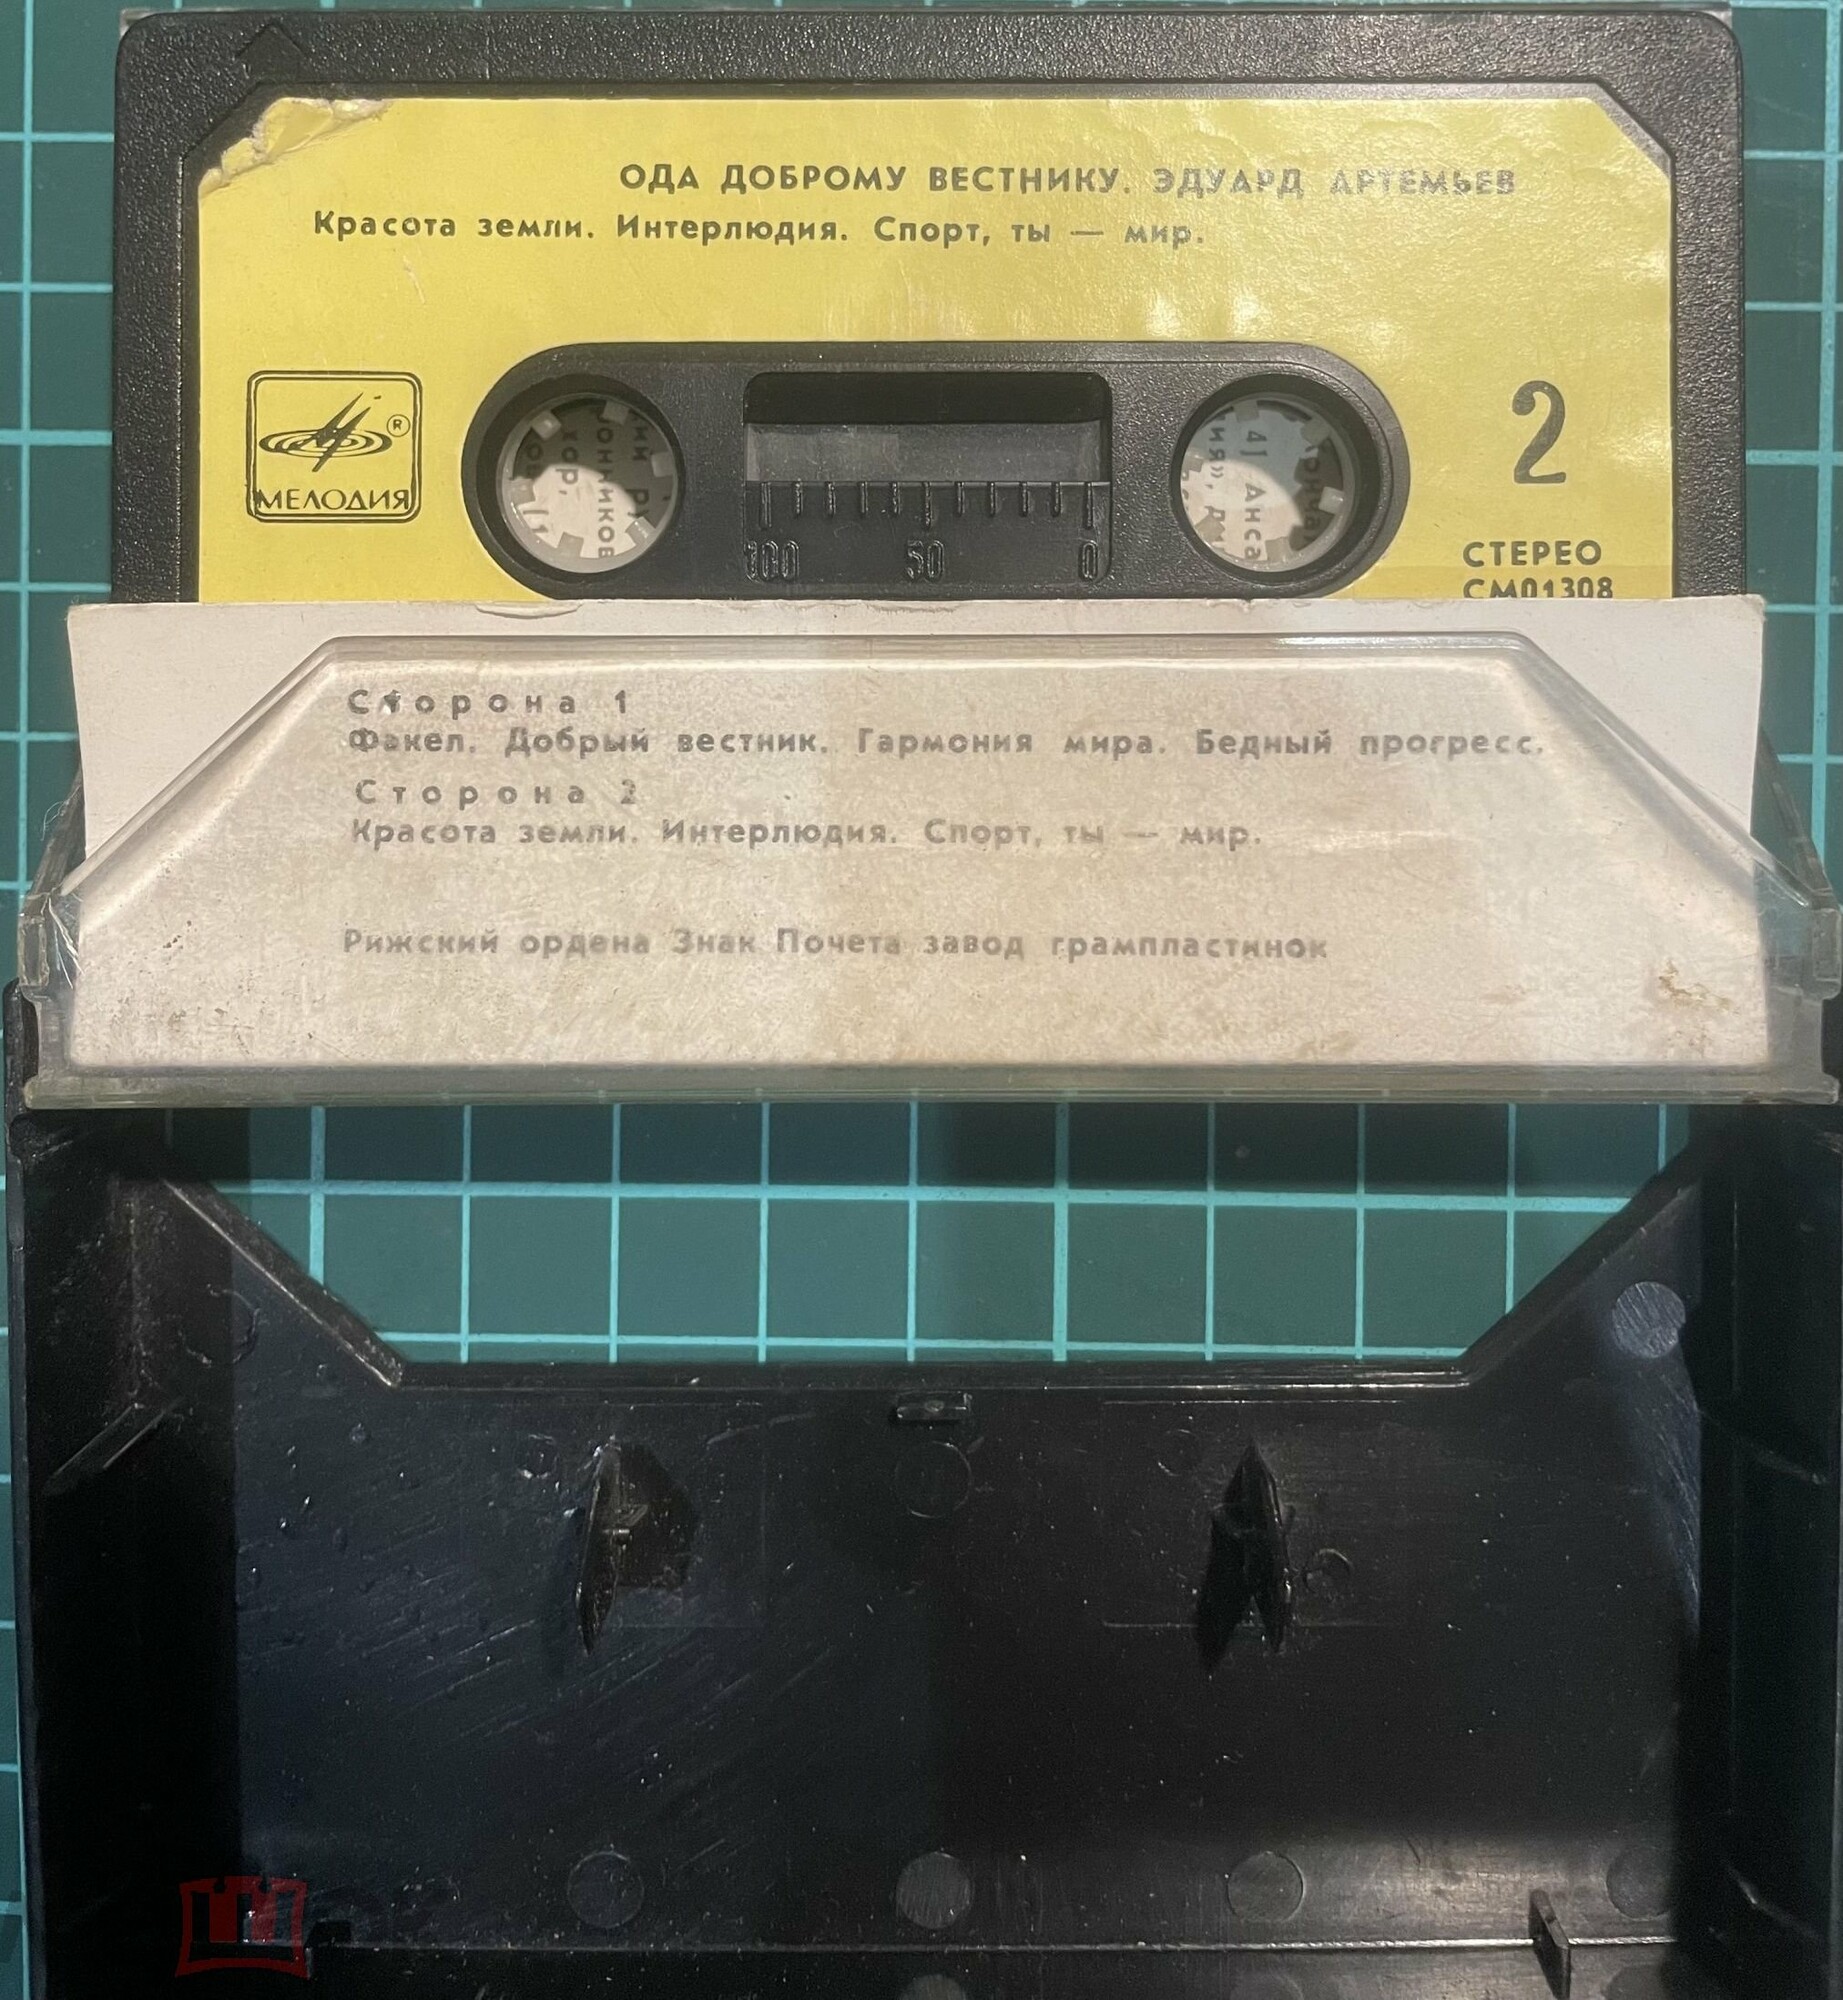 ОДА ДОБРОМУ ВЕСТНИКУ. ЭДУАРД АРТЕМЬЕВ
Красота земли. Интерлюдия. Спорт, ты — мир.
®
МЕЛОДИЯ
2
100 50 0
СТЕРЕО
СМ01308
Сторона 1
Факел. Добрый вестник. Гармония мира. Бедный прогресс.
Сторона 2
Красота земли. Интерлюдия. Спорт, ты — мир.
Рижский ордена Знак Почета завод грампластинок